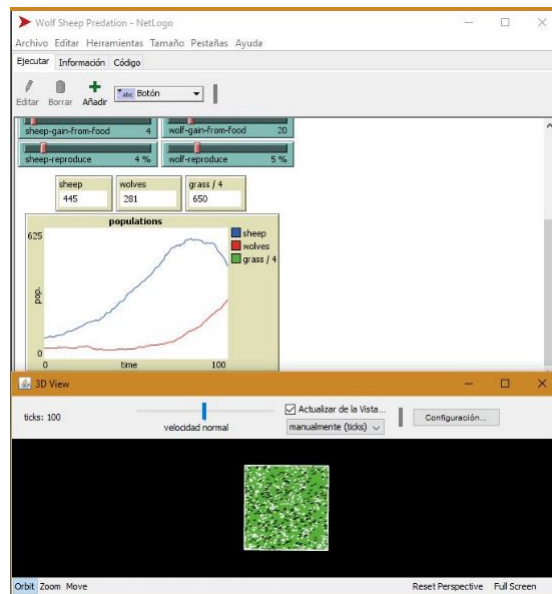 Wolf Sheep Predation - NetLogo
Archivo Editar Herramientas Tamaño Pestañas Ayuda
Ejecutar Información Código
Editar Borrar Añadir abc Botón
sheep-gain-from-food 4 wolf-gain-from-food 20
sheep-reproduce 4 % wolf-reproduce 5 %
sheep wolves grass / 4
445 281 650
populations
625
sheep
wolves
grass / 4
pop.
0
0 time 100
3D View
ticks: 100
velocidad normal
Actualizar de la Vista...
manualmente (ticks)
Configuración...
Orbit Zoom Move Reset Perspective Full Screen